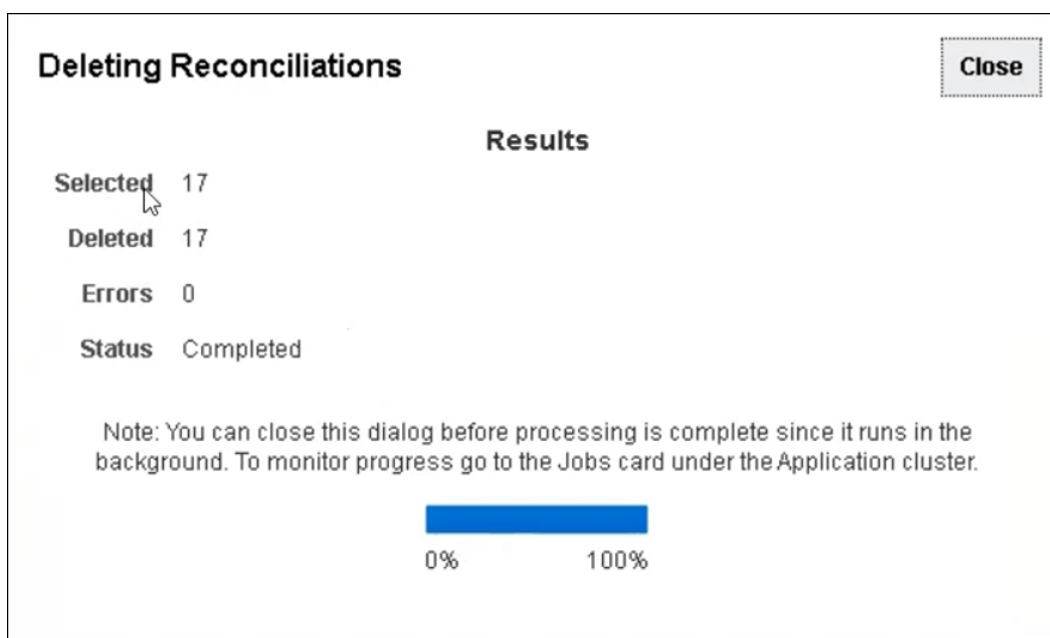 Deleting Reconciliations
Close
Results
Selected 17
Deleted 17
Errors 0
Status Completed
Note: You can close this dialog before processing is complete since it runs in the
background. To monitor progress go to the Jobs card under the Application cluster.
0% 100%